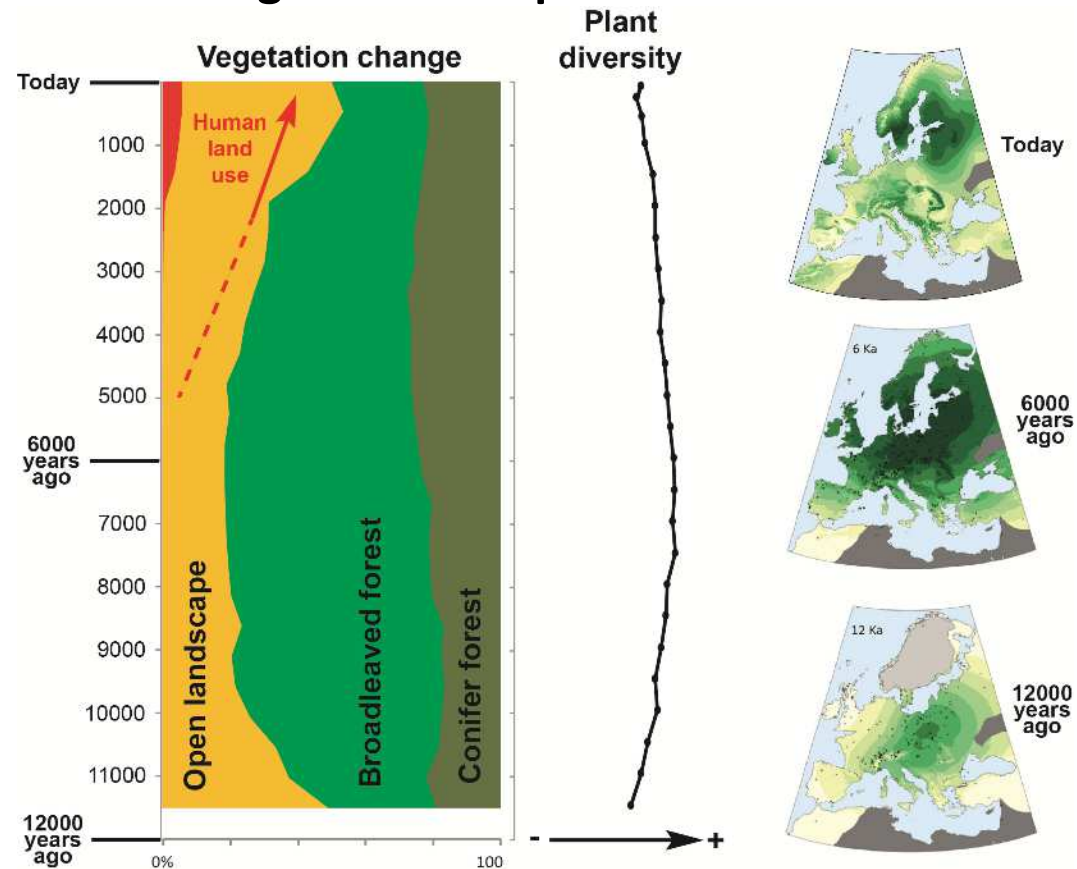 Plant
diversity
Vegetation change
Today
1000
2000
3000
4000
5000
6000
years
ago
7000
8000
9000
10000
11000
12000
years
ago
0%
100
Human
land
use
Open landscape
Broadleaved forest
Conifer forest
-
+
Today
6 Ka
6000
years
ago
12 Ka
12000
years
ago